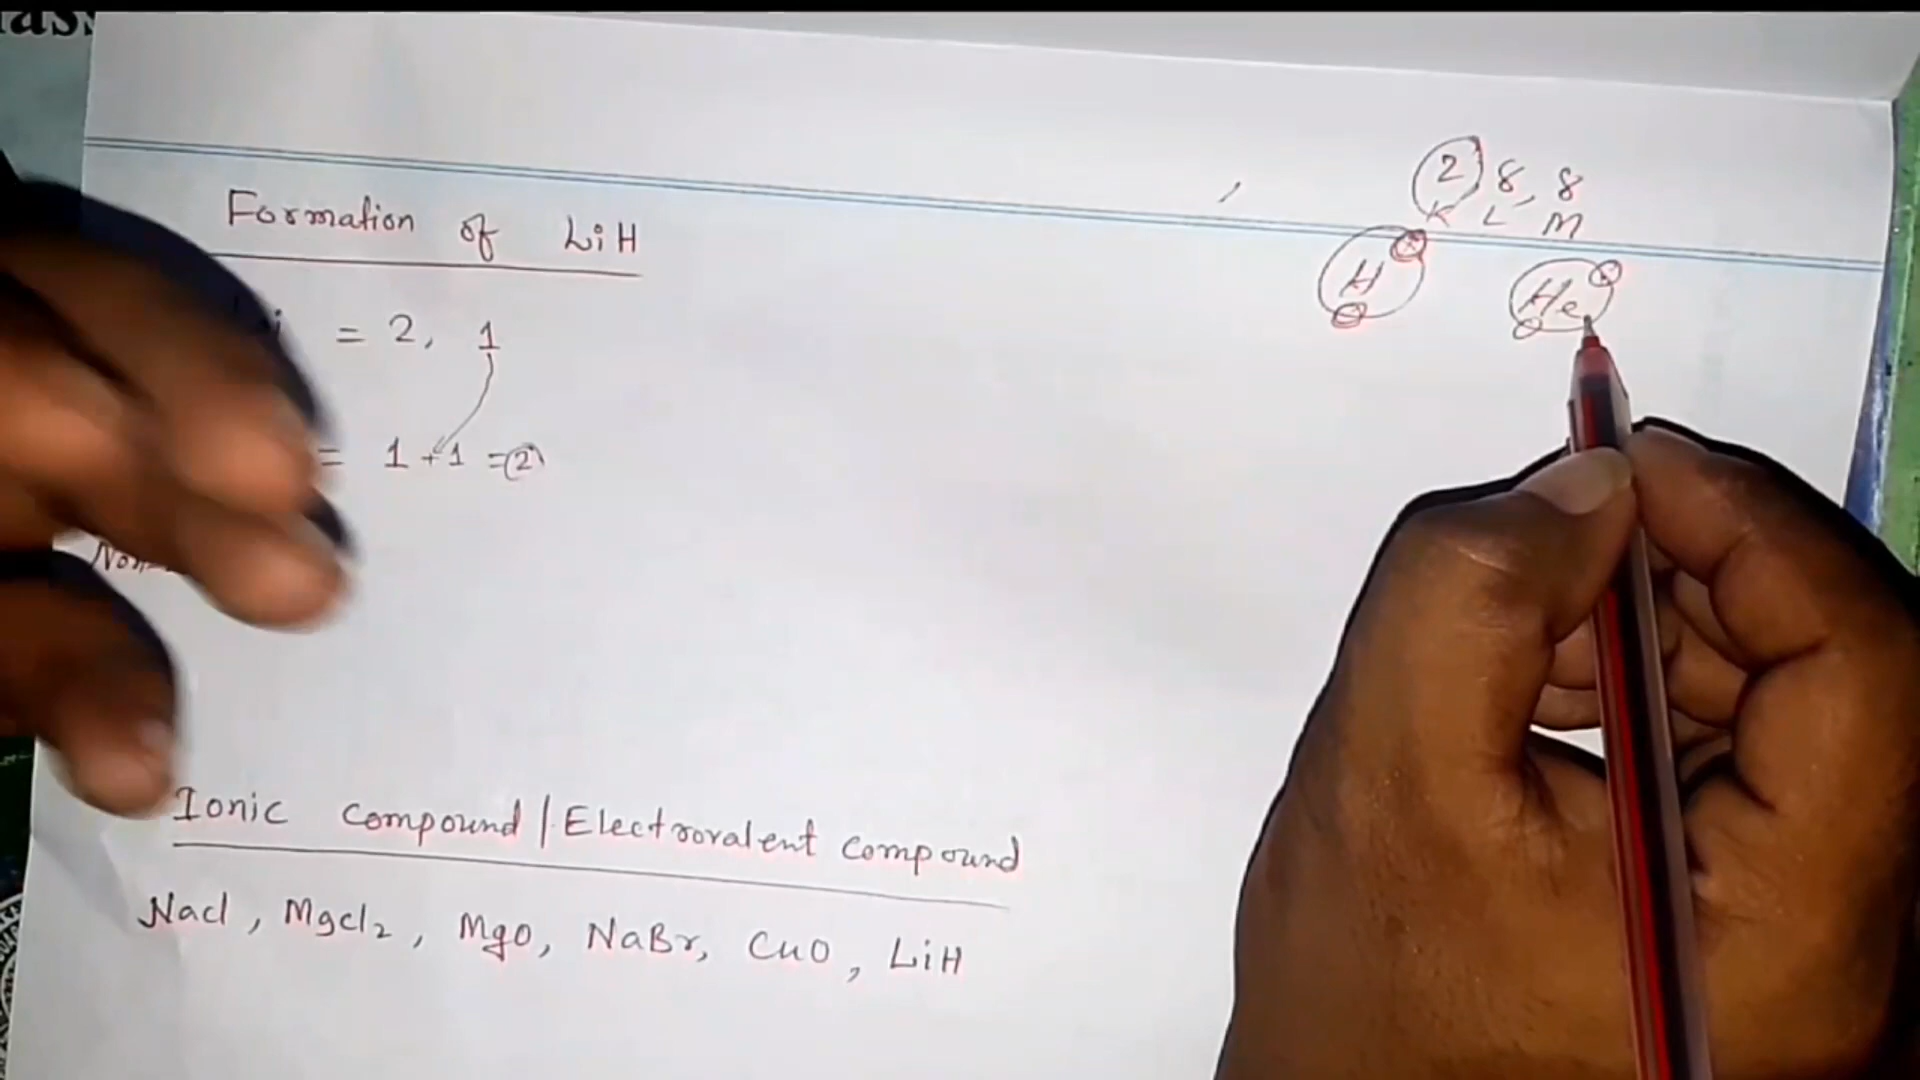 2, 8, 8
K L M
Formation of LiH
H He
= 2, 1
= 1 + 1 = 2
Ionic compound / Electrovalent compound
Nacl, Mgcl2, MgO, NaBr, CuO, LiH